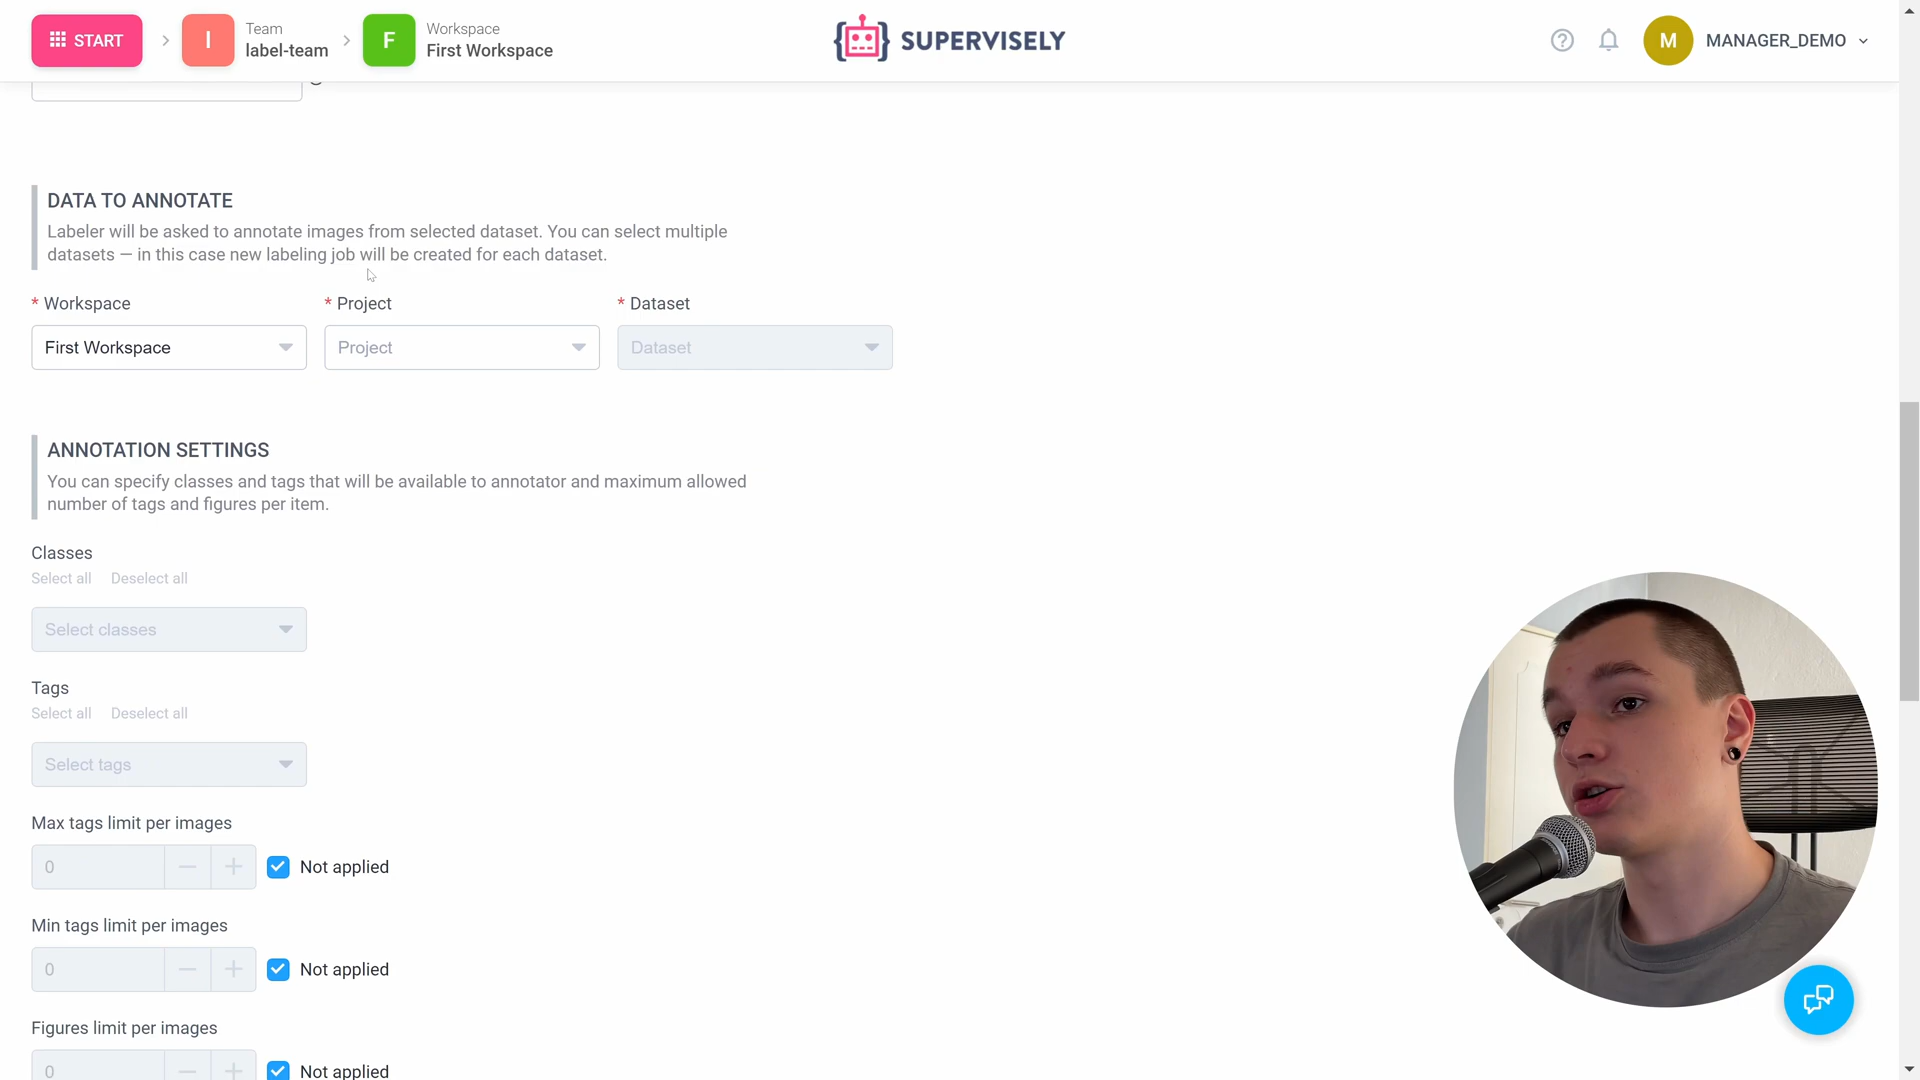 START
I
Team
label-team
F
Workspace
First Workspace
SUPERVISELY
M
MANAGER_DEMO
DATA TO ANNOTATE
Labeler will be asked to annotate images from selected dataset. You can select multiple
datasets — in this case new labeling job will be created for each dataset.
* Workspace
* Project
* Dataset
First Workspace
Project
Dataset
ANNOTATION SETTINGS
You can specify classes and tags that will be available to annotator and maximum allowed
number of tags and figures per item.
Classes
Select all
Deselect all
Select classes
Tags
Select all
Deselect all
Select tags
Max tags limit per images
0
Not applied
Min tags limit per images
0
Not applied
Figures limit per images
0
Not applied